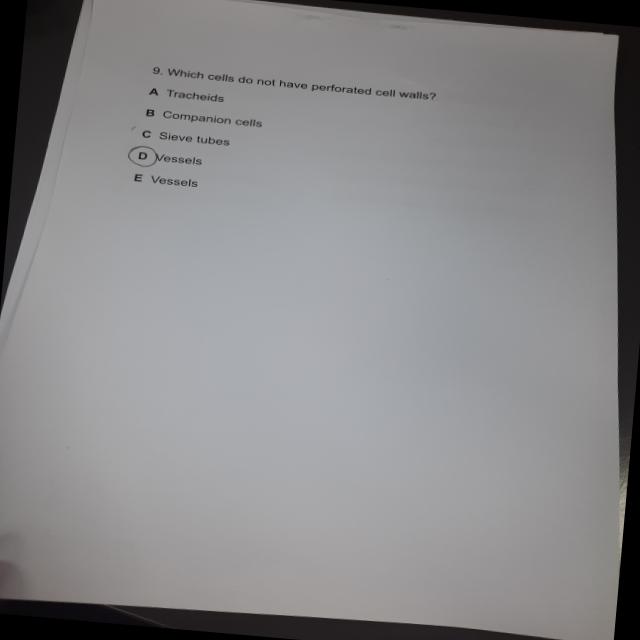 9. Which cells do not have perforated cell walls?
A Tracheids
B Companion cells
C Sieve tubes
D Vessels
E Vessels